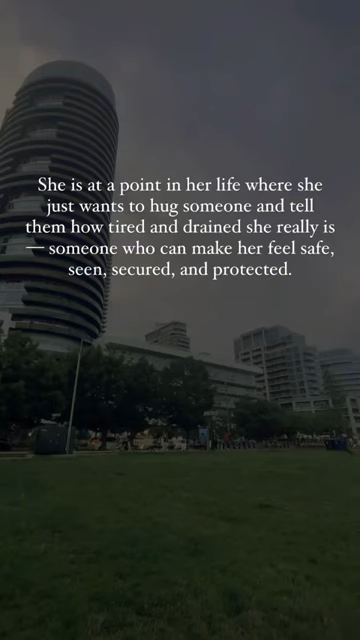 She is at a point in her life where she
just wants to hug someone and tell
them how tired and drained she really is
— someone who can make her feel safe,
seen, secured, and protected.